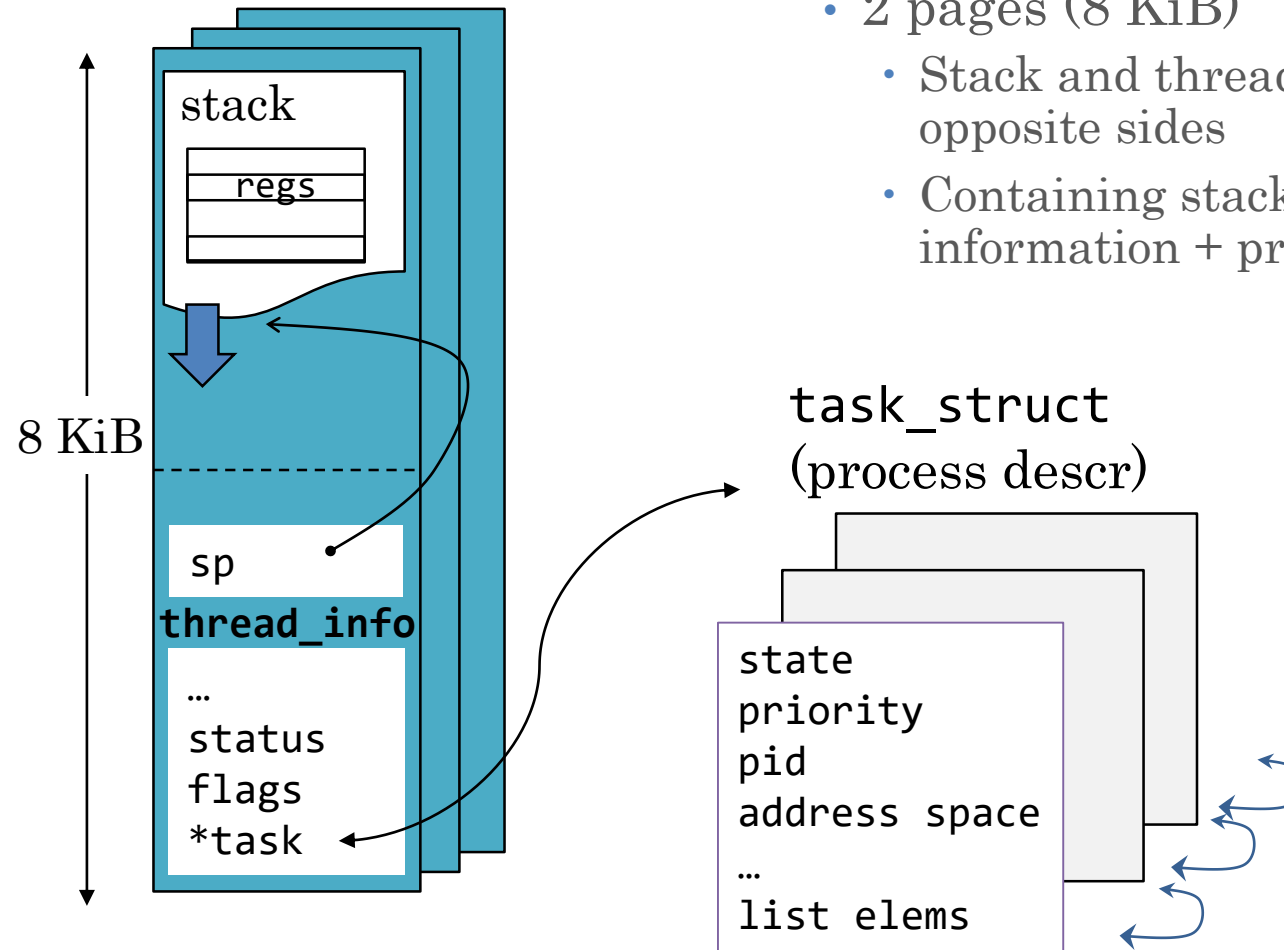 • 2 pages (8 KiB)
• Stack and thread
opposite sides
• Containing stack
information + pr
stack
regs
8 KiB
sp
thread_info
…
status
flags
*task
task_struct
(process descr)
state
priority
pid
address space
…
list elems